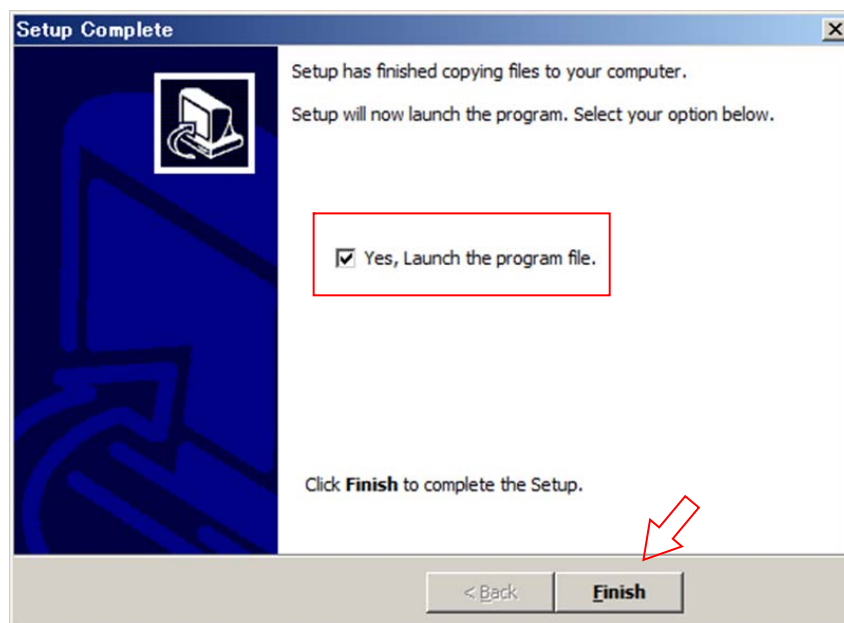 Setup Complete
Setup has finished copying files to your computer.
Setup will now launch the program. Select your option below.
Yes, Launch the program file.
Click Finish to complete the Setup.
< Back
Finish